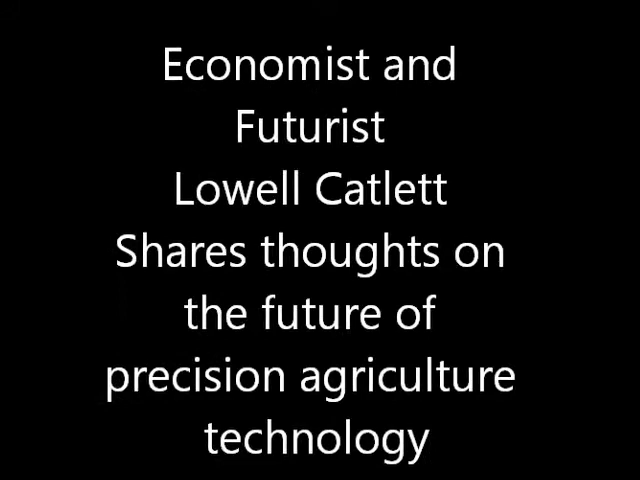 Economist and
Futurist
Lowell Catlett
Shares thoughts on
the future of
precision agriculture
technology